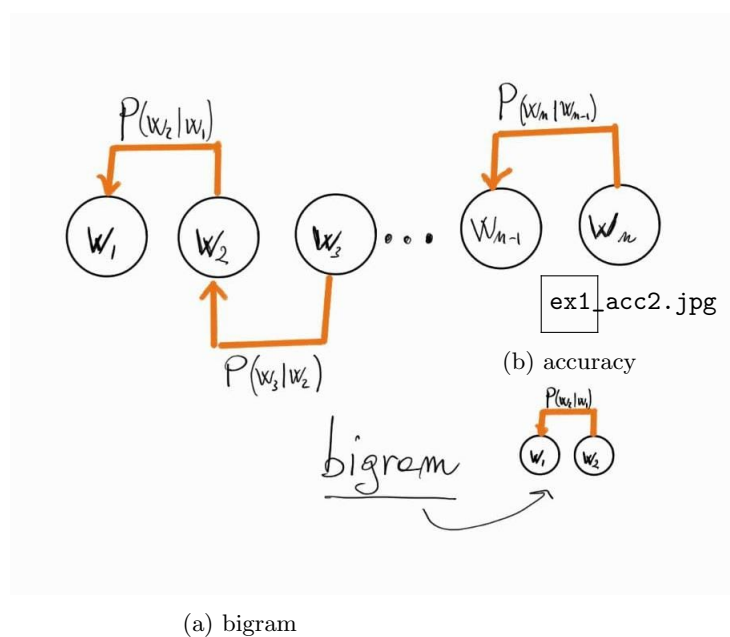 P(w₂|w₁)
P(wₙ|wₙ₋₁)
W₁ W₂ W₃ ... Wₙ₋₁ Wₙ
ex1_acc2.jpg
(b) accuracy
P(w₃|w₂)
P(w₂|w₁)
bigram
W₁ W₂
(a) bigram